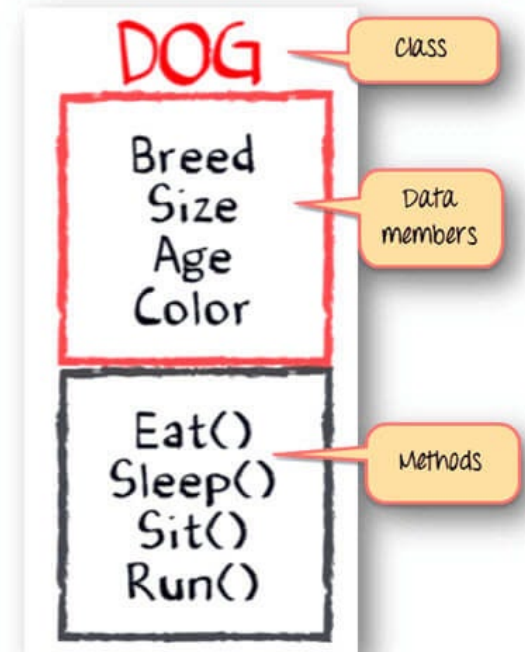 DOG
Class
Breed
Size
Age
Color
Data
members
Eat()
Sleep()
Sit()
Run()
Methods